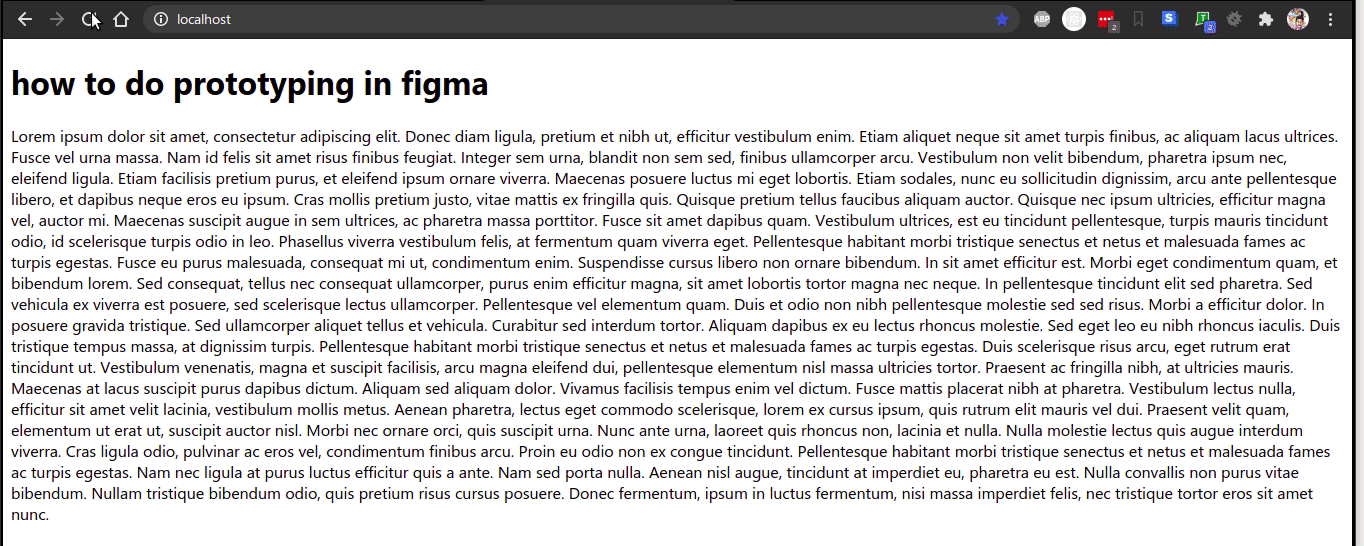 localhost
ABP
2
S
T
2
how to do prototyping in figma
Lorem ipsum dolor sit amet, consectetur adipiscing elit. Donec diam ligula, pretium et nibh ut, efficitur vestibulum enim. Etiam aliquet neque sit amet turpis finibus, ac aliquam lacus ultrices.
Fusce vel urna massa. Nam id felis sit amet risus finibus feugiat. Integer sem urna, blandit non sem sed, finibus ullamcorper arcu. Vestibulum non velit bibendum, pharetra ipsum nec,
eleifend ligula. Etiam facilisis pretium purus, et eleifend ipsum ornare viverra. Maecenas posuere luctus mi eget lobortis. Etiam sodales, nunc eu sollicitudin dignissim, arcu ante pellentesque
libero, et dapibus neque eros eu ipsum. Cras mollis pretium justo, vitae mattis ex fringilla quis. Quisque pretium tellus faucibus aliquam auctor. Quisque nec ipsum ultricies, efficitur magna
vel, auctor mi. Maecenas suscipit augue in sem ultrices, ac pharetra massa porttitor. Fusce sit amet dapibus quam. Vestibulum ultrices, est eu tincidunt pellentesque, turpis mauris tincidunt
odio, id scelerisque turpis odio in leo. Phasellus viverra vestibulum felis, at fermentum quam viverra eget. Pellentesque habitant morbi tristique senectus et netus et malesuada fames ac
turpis egestas. Fusce eu purus malesuada, consequat mi ut, condimentum enim. Suspendisse cursus libero non ornare bibendum. In sit amet efficitur est. Morbi eget condimentum quam, et
bibendum lorem. Sed consequat, tellus nec consequat ullamcorper, purus enim efficitur magna, sit amet lobortis tortor magna nec neque. In pellentesque tincidunt elit sed pharetra. Sed
vehicula ex viverra est posuere, sed scelerisque lectus ullamcorper. Pellentesque vel elementum quam. Duis et odio non nibh pellentesque molestie sed sed risus. Morbi a efficitur dolor. In
posuere gravida tristique. Sed ullamcorper aliquet tellus et vehicula. Curabitur sed interdum tortor. Aliquam dapibus ex eu lectus rhoncus molestie. Sed eget leo eu nibh rhoncus iaculis. Duis
tristique tempus massa, at dignissim turpis. Pellentesque habitant morbi tristique senectus et netus et malesuada fames ac turpis egestas. Duis scelerisque risus arcu, eget rutrum erat
tincidunt ut. Vestibulum venenatis, magna et suscipit facilisis, arcu magna eleifend dui, pellentesque elementum nisl massa ultricies tortor. Praesent ac fringilla nibh, at ultricies mauris.
Maecenas at lacus suscipit purus dapibus dictum. Aliquam sed aliquam dolor. Vivamus facilisis tempus enim vel dictum. Fusce mattis placerat nibh at pharetra. Vestibulum lectus nulla,
efficitur sit amet velit lacinia, vestibulum mollis metus. Aenean pharetra, lectus eget commodo scelerisque, lorem ex cursus ipsum, quis rutrum elit mauris vel dui. Praesent velit quam,
elementum ut erat ut, suscipit auctor nisl. Morbi nec ornare orci, quis suscipit urna. Nunc ante urna, laoreet quis rhoncus non, lacinia et nulla. Nulla molestie lectus quis augue interdum
viverra. Cras ligula odio, pulvinar ac eros vel, condimentum finibus arcu. Proin eu odio non ex congue tincidunt. Pellentesque habitant morbi tristique senectus et netus et malesuada fames
ac turpis egestas. Nam nec ligula at purus luctus efficitur quis a ante. Nam sed porta nulla. Aenean nisl augue, tincidunt at imperdiet eu, pharetra eu est. Nulla convallis non purus vitae
bibendum. Nullam tristique bibendum odio, quis pretium risus cursus posuere. Donec fermentum, ipsum in luctus fermentum, nisi massa imperdiet felis, nec tristique tortor eros sit amet
nunc.